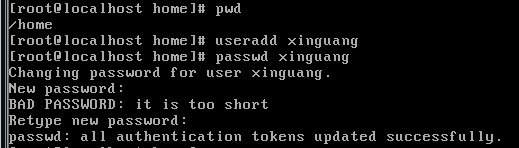 [root@localhost home]# pwd
/home
[root@localhost home]# useradd xinguang
[root@localhost home]# passwd xinguang
Changing password for user xinguang.
New password:
BAD PASSWORD: it is too short
Retype new password:
passwd: all authentication tokens updated successfully.